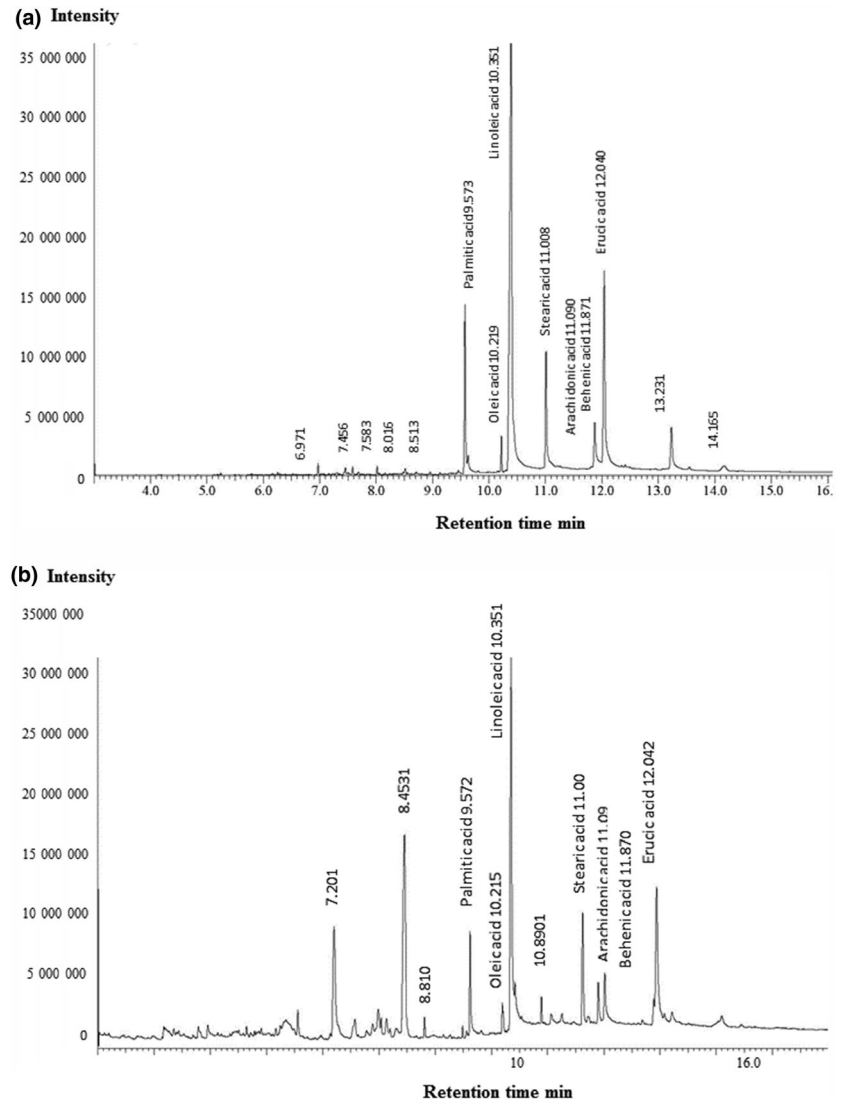 (a) Intensity
35 000 000
30 000 000
25 000 000
20 000 000
15 000 000
10 000 000
5 000 000
0
6.971
7.456
7.583
8.016
8.513
Palmitic acid 9.573
Oleic acid 10.219
Linoleic acid 10.351
Stearic acid 11.008
Arachidonic acid 11.090
Behenic acid 11.871
Erucic acid 12.040
13.231
14.165
4.0 5.0 6.0 7.0 8.0 9.0 10.0 11.0 12.0 13.0 14.0 15.0 16.
Retention time min
(b) Intensity
35000 000
30 000 000
25 000 000
20 000 000
15 000 000
10 000 000
5 000 000
0
7.201
8.4531
8.810
Palmitic acid 9.572
Oleic acid 10.215
Linoleic acid 10.351
10.8901
Stearic acid 11.00
Arachidonic acid 11.09
Behenic acid 11.870
Erucic acid 12.042
10 16.0
Retention time min